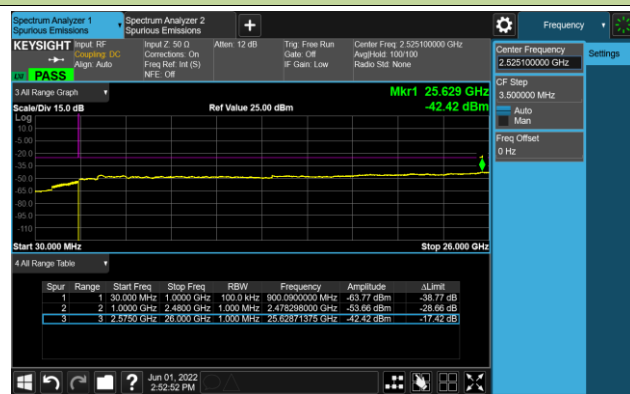 Spectrum Analyzer 1
Spurious Emissions
Spectrum Analyzer 2
Spurious Emissions
+
Frequency
KEYSIGHT
Input: RF
Coupling: DC
Align: Auto
Input Z: 50 Ω
Corrections: On
Freq Ref: Int (S)
NFE: Off
Atten: 12 dB
Trig: Free Run
Gate: Off
IF Gain: Low
Center Freq: 2.525100000 GHz
Avg|Hold: 100/100
Radio Std: None
PASS
Center Frequency
2.525100000 GHz
Settings
CF Step
3.500000 MHz
Auto
Man
Freq Offset
0 Hz
3 All Range Graph
Mkr1 25.629 GHz
Scale/Div 15.0 dB
Ref Value 25.00 dBm
-42.42 dBm
Log
10.0
-5.00
-20.0
-35.0
-50.0
-65.0
-80.0
-95.0
-110
1
Start 30.000 MHz
Stop 26.000 GHz
4 All Range Table
Spur Range Start Freq Stop Freq RBW Frequency Amplitude ΔLimit
1 1 30.000 MHz 1.0000 GHz 100.0 kHz 900.0900000 MHz -63.77 dBm -38.77 dB
2 2 1.0000 GHz 2.4800 GHz 1.000 MHz 2.478298000 GHz -53.66 dBm -28.66 dB
3 3 2.5750 GHz 26.000 GHz 1.000 MHz 25.62871375 GHz -42.42 dBm -17.42 dB
?
Jun 01, 2022
2:52:52 PM